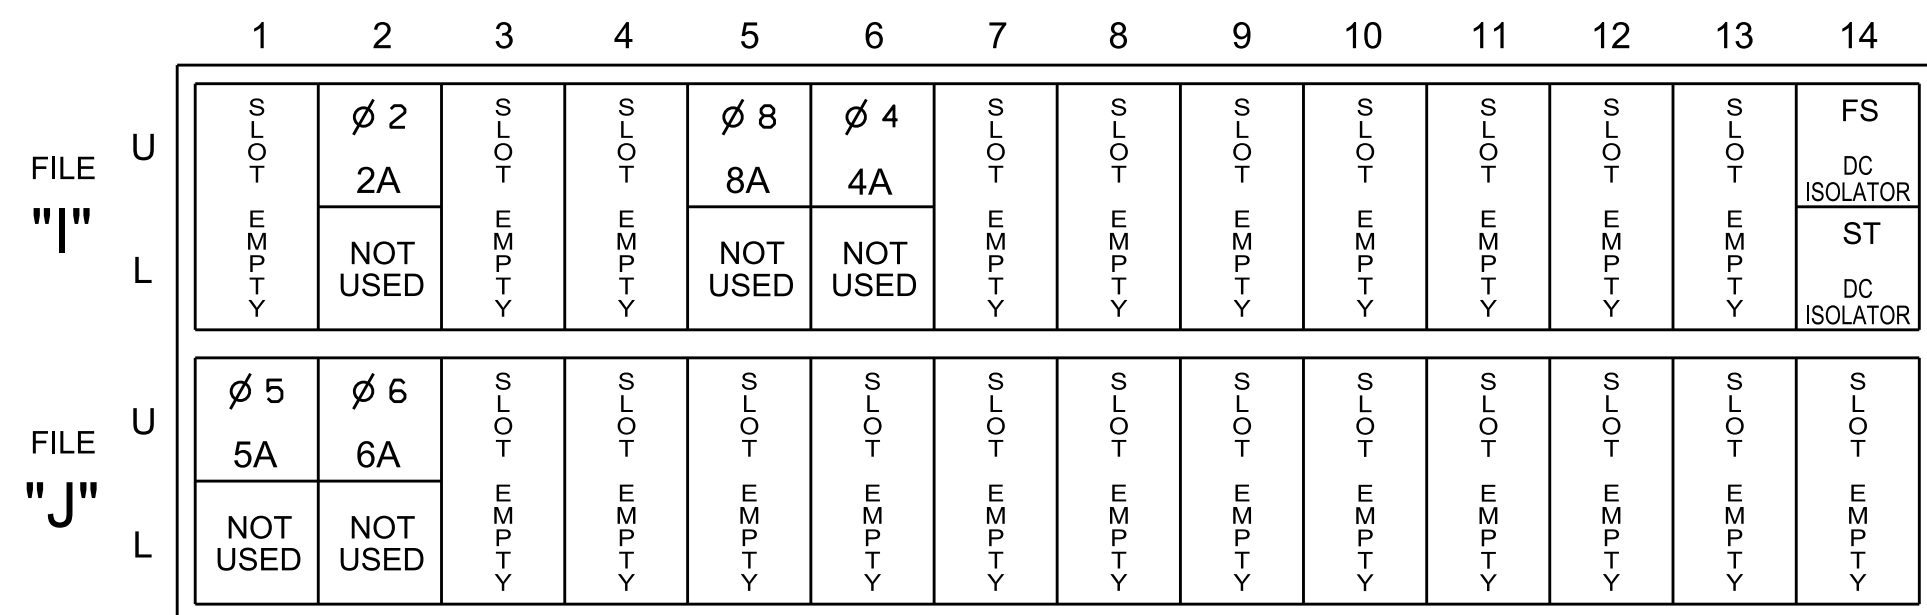 1 2 3 4 5 6 7 8 9 10 11 12 13 14
FILE
"I"
U
L
SLOT EMPTY
ϕ 2
2A
NOT
USED
SLOT EMPTY
SLOT EMPTY
ϕ 8
8A
NOT
USED
ϕ 4
4A
NOT
USED
SLOT EMPTY
SLOT EMPTY
SLOT EMPTY
SLOT EMPTY
SLOT EMPTY
SLOT EMPTY
SLOT EMPTY
FS
DC
ISOLATOR
ST
DC
ISOLATOR
FILE
"J"
U
L
ϕ 5
5A
NOT
USED
ϕ 6
6A
NOT
USED
SLOT EMPTY
SLOT EMPTY
SLOT EMPTY
SLOT EMPTY
SLOT EMPTY
SLOT EMPTY
SLOT EMPTY
SLOT EMPTY
SLOT EMPTY
SLOT EMPTY
SLOT EMPTY
SLOT EMPTY